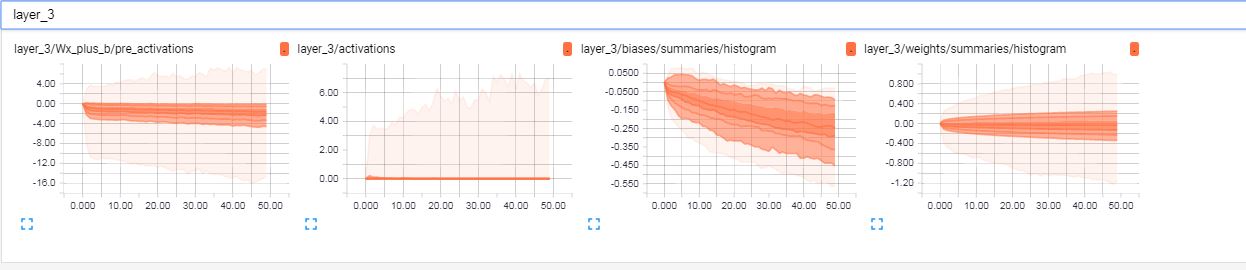 layer_3
layer_3/Wx_plus_b/pre_activations
4.00
0.00
-4.00
-8.00
-12.0
-16.0
0.000 10.00 20.00 30.00 40.00 50.00
layer_3/activations
6.00
4.00
2.00
0.00
0.000 10.00 20.00 30.00 40.00 50.00
layer_3/biases/summaries/histogram
0.0500
-0.0500
-0.150
-0.250
-0.350
-0.450
-0.550
0.000 10.00 20.00 30.00 40.00 50.00
layer_3/weights/summaries/histogram
0.800
0.400
0.00
-0.400
-0.800
-1.20
0.000 10.00 20.00 30.00 40.00 50.00